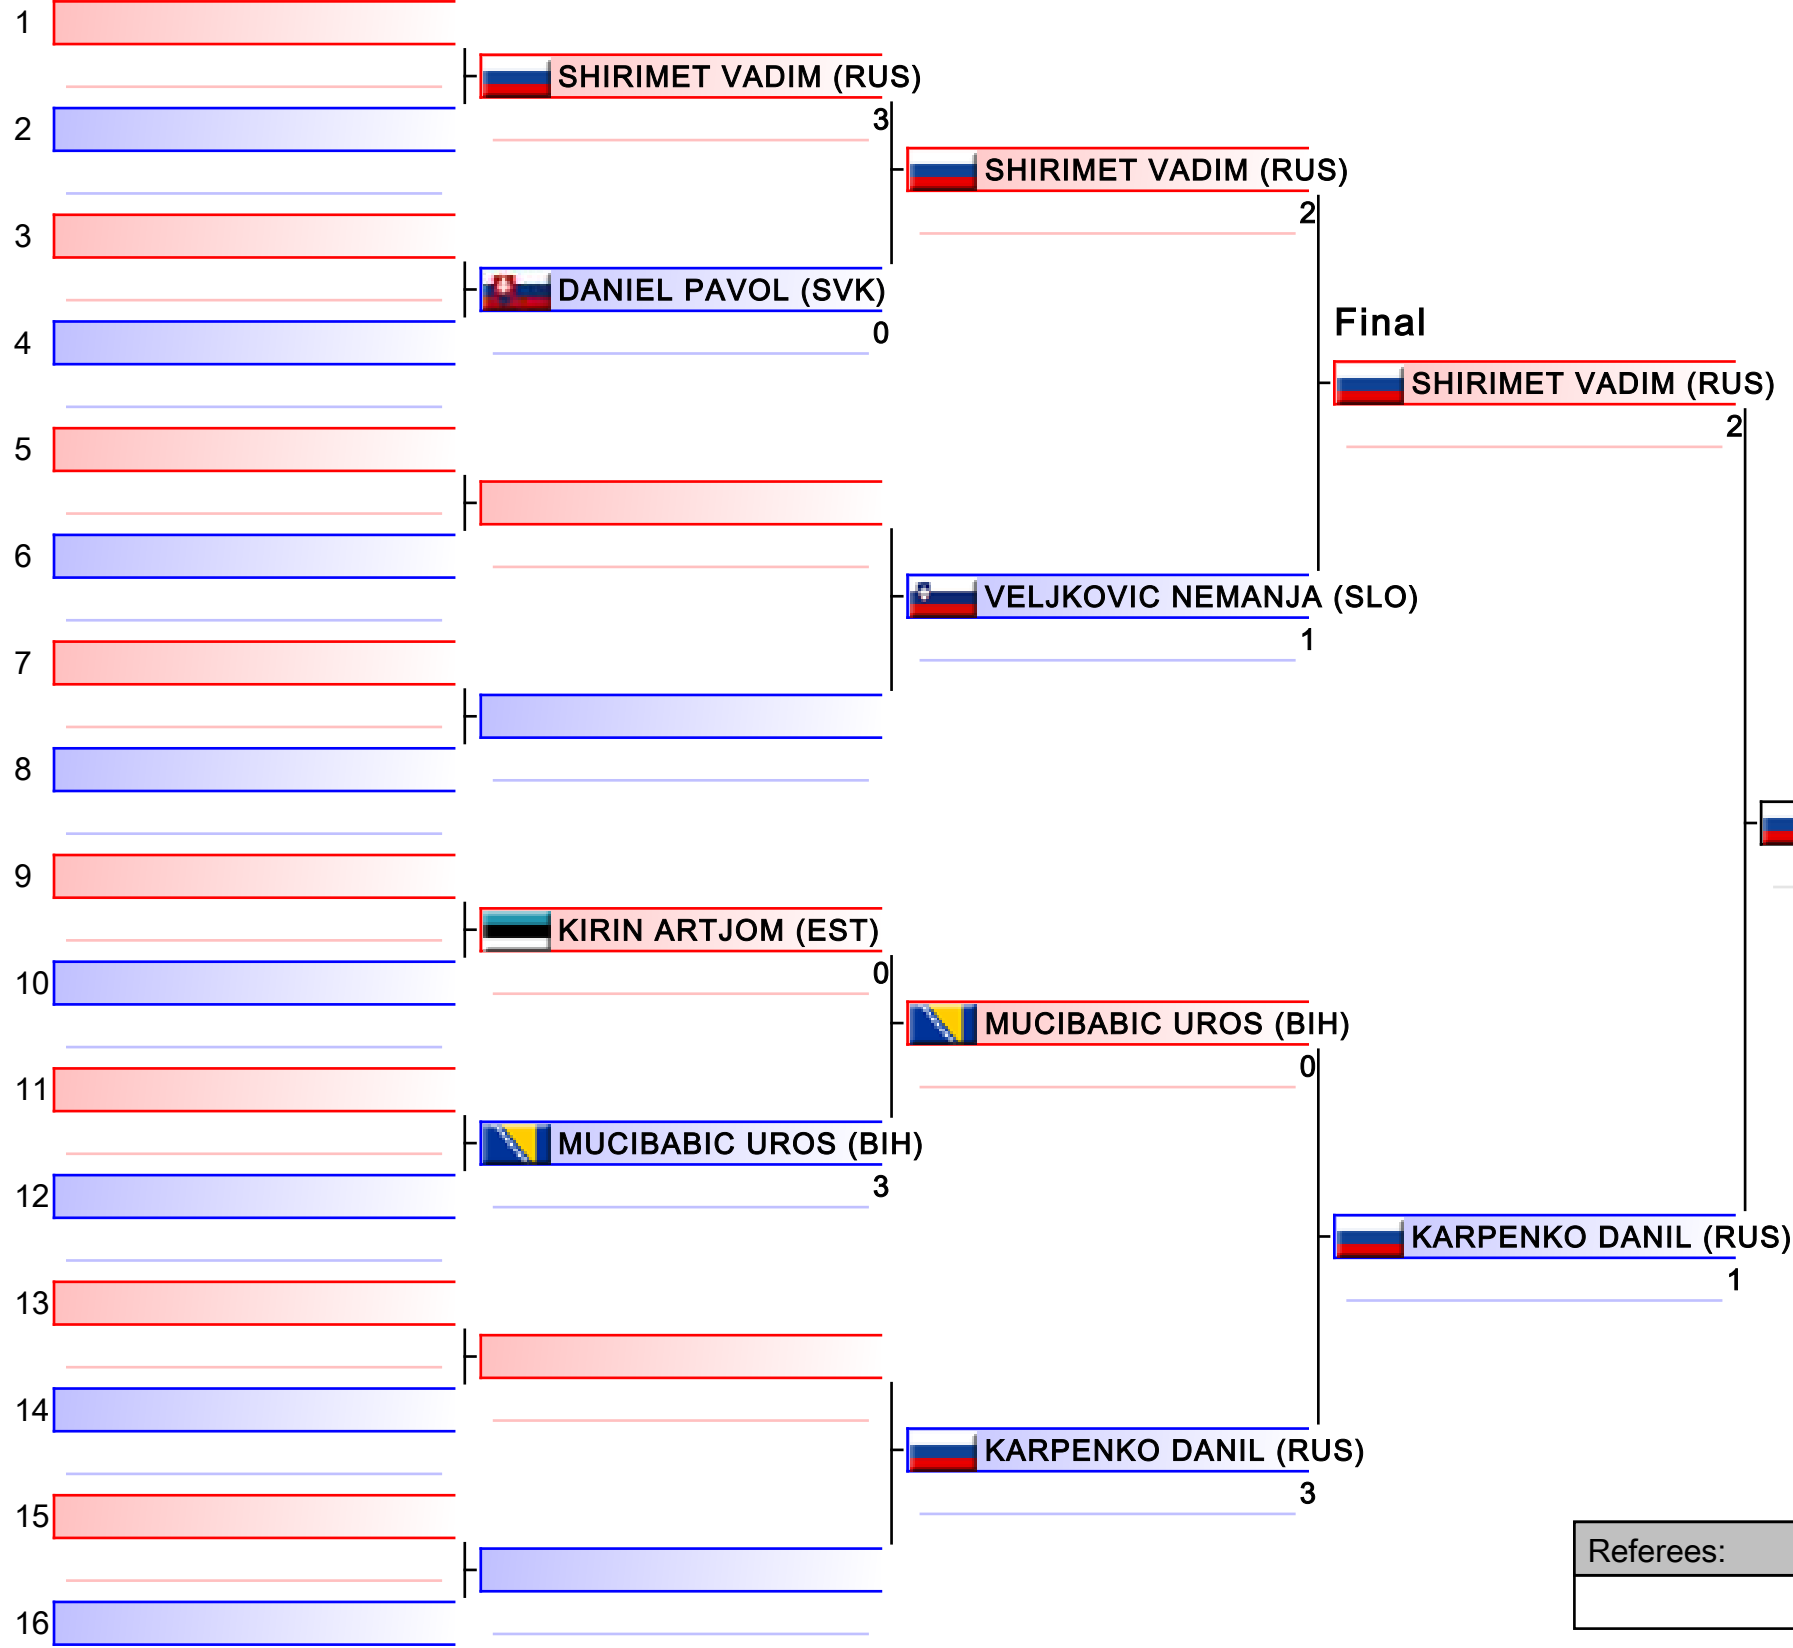 1
SHIRIMET VADIM (RUS)
3
2
SHIRIMET VADIM (RUS)
2
3
DANIEL PAVOL (SVK)
0
4
Final
SHIRIMET VADIM (RUS)
2
5
6
VELJKOVIC NEMANJA (SLO)
1
7
8
9
KIRIN ARTJOM (EST)
0
10
MUCIBABIC UROS (BIH)
0
11
MUCIBABIC UROS (BIH)
3
12
KARPENKO DANIL (RUS)
1
13
14
KARPENKO DANIL (RUS)
3
15
Referees:
16